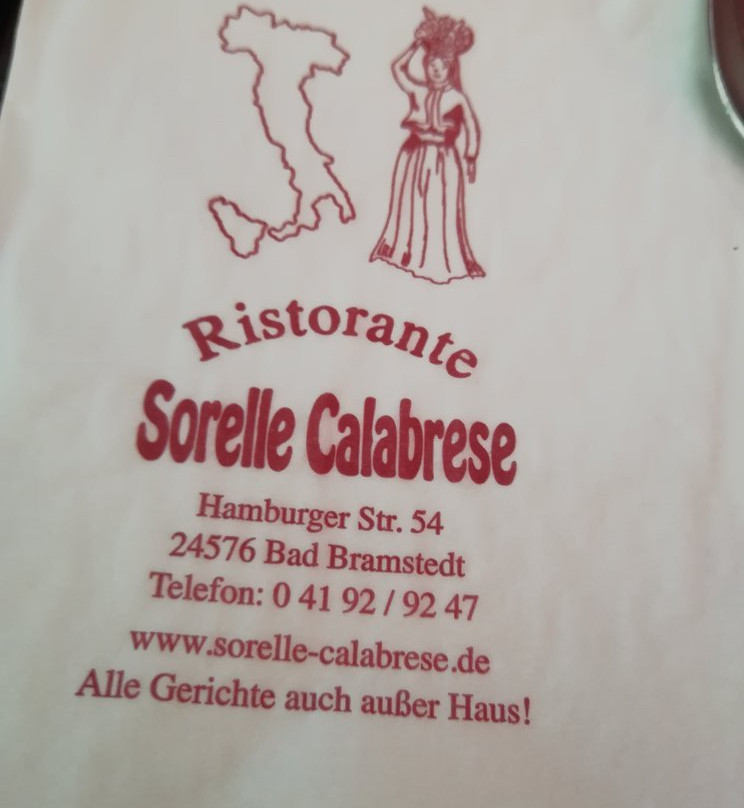 Ristorante
Sorelle Calabrese
Hamburger Str. 54
24576 Bad Bramstedt
Telefon: 0 41 92 / 92 47
www.sorelle-calabrese.de
Alle Gerichte auch außer Haus!